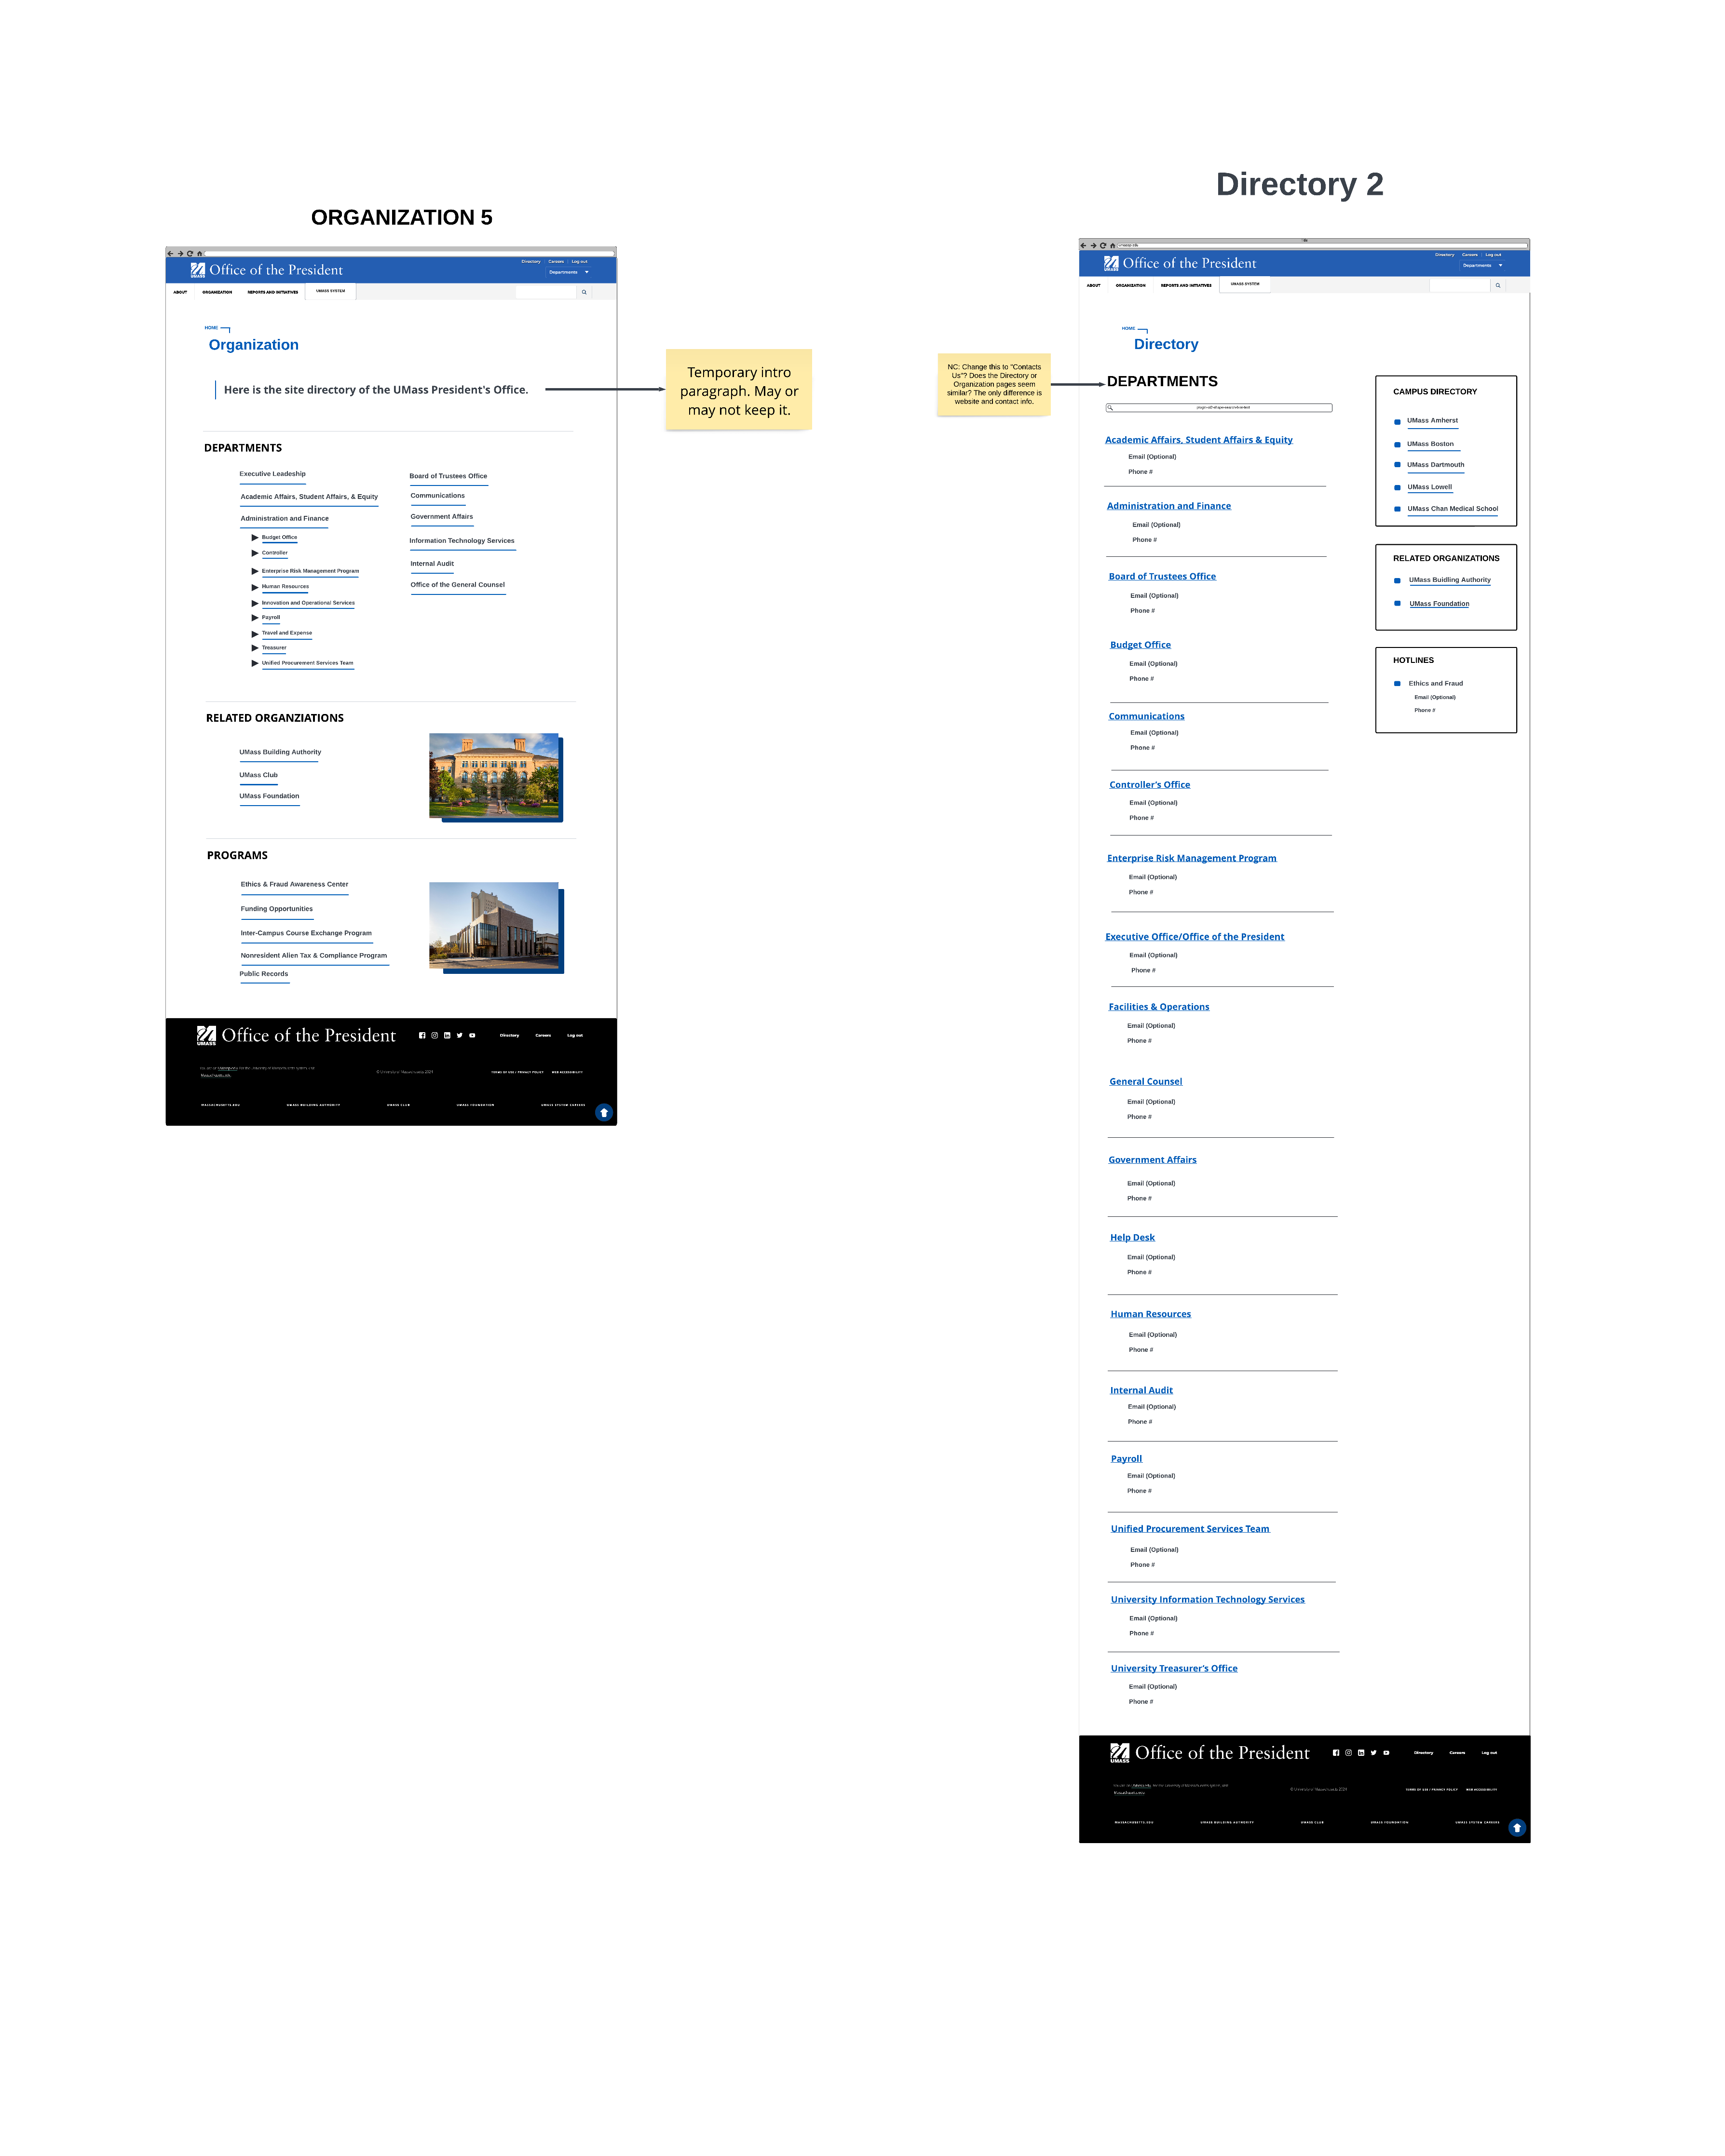 Directory 2
ORGANIZATION 5
Office of the President
UMASS
Directory
Careers
Log out
Departments
ABOUT
ORGANIZATION
REPORTS AND INITIATIVES
UMASS SYSTEM
HOME
Organization
Here is the site directory of the UMass President's Office.
Temporary intro
paragraph. May or
may not keep it.
DEPARTMENTS
Executive Leadeship
Academic Affairs, Student Affairs, & Equity
Administration and Finance
Budget Office
Controller
Enterprise Risk Management Program
Human Resources
Innovation and Operational Services
Payroll
Travel and Expense
Treasurer
Unified Procurement Services Team
Board of Trustees Office
Communications
Government Affairs
Information Technology Services
Internal Audit
Office of the General Counsel
RELATED ORGANZIATIONS
UMass Building Authority
UMass Club
UMass Foundation
PROGRAMS
Ethics & Fraud Awareness Center
Funding Opportunities
Inter-Campus Course Exchange Program
Nonresident Alien Tax & Compliance Program
Public Records
UMASS
Office of the President
Directory
Careers
Log out
© University of Massachusetts 2024
TERMS OF USE / PRIVACY POLICY
WEB ACCESSIBILITY
MASSACHUSETTS.EDU
UMASS BUILDING AUTHORITY
UMASS CLUB
UMASS FOUNDATION
UMASS SYSTEM CAREERS
Office of the President
UMASS
Directory
Careers
Log out
Departments
ABOUT
ORGANIZATION
REPORTS AND INITIATIVES
UMASS SYSTEM
HOME
Directory
NC: Change this to "Contacts
Us"? Does the Directory or
Organization pages seem
similar? The only difference is
website and contact info.
DEPARTMENTS
Academic Affairs, Student Affairs & Equity
Email (Optional)
Phone #
Administration and Finance
Email (Optional)
Phone #
Board of Trustees Office
Email (Optional)
Phone #
Budget Office
Email (Optional)
Phone #
Communications
Email (Optional)
Phone #
Controller's Office
Email (Optional)
Phone #
Enterprise Risk Management Program
Email (Optional)
Phone #
Executive Office/Office of the President
Email (Optional)
Phone #
Facilities & Operations
Email (Optional)
Phone #
General Counsel
Email (Optional)
Phone #
Government Affairs
Email (Optional)
Phone #
Help Desk
Email (Optional)
Phone #
Human Resources
Email (Optional)
Phone #
Internal Audit
Email (Optional)
Phone #
Payroll
Email (Optional)
Phone #
Unified Procurement Services Team
Email (Optional)
Phone #
University Information Technology Services
Email (Optional)
Phone #
University Treasurer's Office
Email (Optional)
Phone #
CAMPUS DIRECTORY
UMass Amherst
UMass Boston
UMass Dartmouth
UMass Lowell
UMass Chan Medical School
RELATED ORGANIZATIONS
UMass Buidling Authority
UMass Foundation
HOTLINES
Ethics and Fraud
Email (Optional)
Phone #
UMASS
Office of the President
Directory
Careers
Log out
© University of Massachusetts 2024
TERMS OF USE / PRIVACY POLICY
WEB ACCESSIBILITY
MASSACHUSETTS.EDU
UMASS BUILDING AUTHORITY
UMASS CLUB
UMASS FOUNDATION
UMASS SYSTEM CAREERS